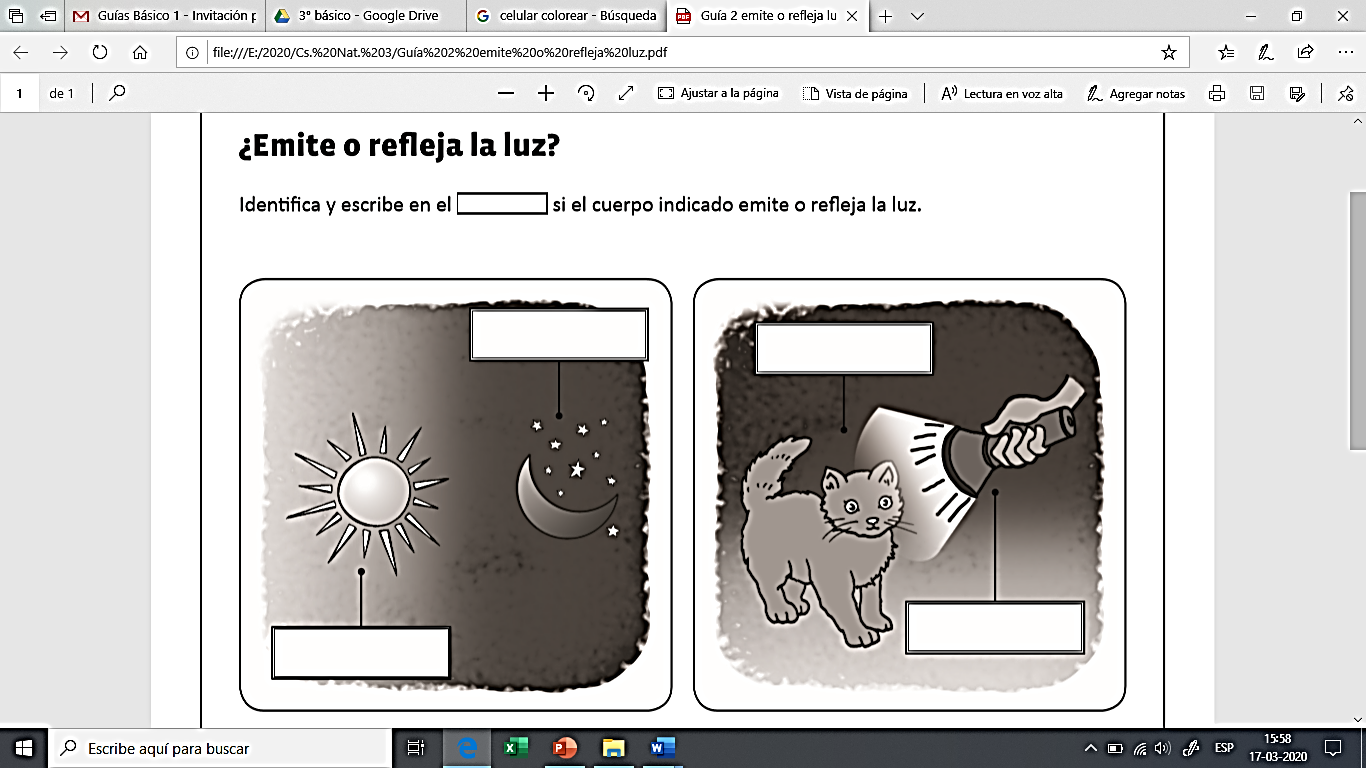 Guías Básico 1 - Invitación p
3° básico - Google Drive
celular colorear - Búsqueda
Guía 2 emite o refleja lu
file:///E:/2020/Cs.%20Nat.%203/Guía%202%20emite%20o%20refleja%20luz.pdf
1 de 1
Ajustar a la página
Vista de página
Lectura en voz alta
Agregar notas
¿Emite o refleja la luz?
Identifica y escribe en el si el cuerpo indicado emite o refleja la luz.
Escribe aquí para buscar
ESP
15:58
17-03-2020